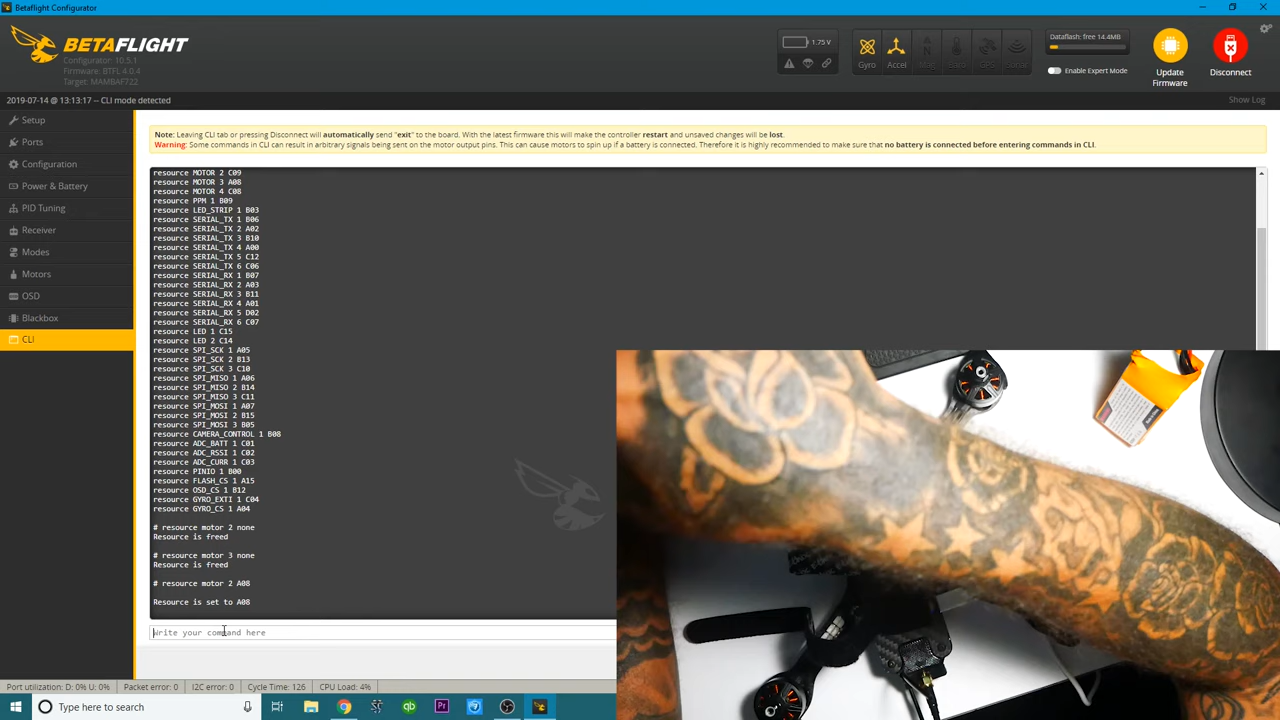 Betaflight Configurator
BETAFLIGHT
Configurator: 10.5.1
Firmware: BTFL 4.0.4
Target: MAMBAF722
1.75 V
Gyro
Accel
Mag
Baro
GPS
Sonar
Dataflash: free 14.4MB
Enable Expert Mode
Update
Firmware
Disconnect
2019-07-14 @ 13:13:17 -- CLI mode detected
Show Log
Setup
Ports
Configuration
Power & Battery
PID Tuning
Receiver
Modes
Motors
OSD
Blackbox
CLI
Note: Leaving CLI tab or pressing Disconnect will automatically send "exit" to the board. With the latest firmware this will make the controller restart and unsaved changes will be lost.
Warning: Some commands in CLI can result in arbitrary signals being sent on the motor output pins. This can cause motors to spin up if a battery is connected. Therefore it is highly recommended to make sure that no battery is connected before entering commands in CLI.
resource MOTOR 2 C09
resource MOTOR 3 A08
resource MOTOR 4 C08
resource PPM 1 B09
resource LED_STRIP 1 B03
resource SERIAL_TX 1 B06
resource SERIAL_TX 2 A02
resource SERIAL_TX 3 B10
resource SERIAL_TX 4 A00
resource SERIAL_TX 5 C12
resource SERIAL_TX 6 C06
resource SERIAL_RX 1 B07
resource SERIAL_RX 2 A03
resource SERIAL_RX 3 B11
resource SERIAL_RX 4 A01
resource SERIAL_RX 5 D02
resource SERIAL_RX 6 C07
resource LED 1 C15
resource LED 2 C14
resource SPI_SCK 1 A05
resource SPI_SCK 2 B13
resource SPI_SCK 3 C10
resource SPI_MISO 1 A06
resource SPI_MISO 2 B14
resource SPI_MISO 3 C11
resource SPI_MOSI 1 A07
resource SPI_MOSI 2 B15
resource SPI_MOSI 3 B05
resource CAMERA_CONTROL 1 B08
resource ADC_BATT 1 C01
resource ADC_RSSI 1 C02
resource ADC_CURR 1 C03
resource PINIO 1 B00
resource FLASH_CS 1 A15
resource OSD_CS 1 B12
resource GYRO_EXTI 1 C04
resource GYRO_CS 1 A04
# resource motor 2 none
Resource is freed
# resource motor 3 none
Resource is freed
# resource motor 2 A08
Resource is set to A08
Write your command here
Port utilization: D: 0% U: 0%
Packet error: 0
I2C error: 0
Cycle Time: 126
CPU Load: 4%
Type here to search
qb
Pr